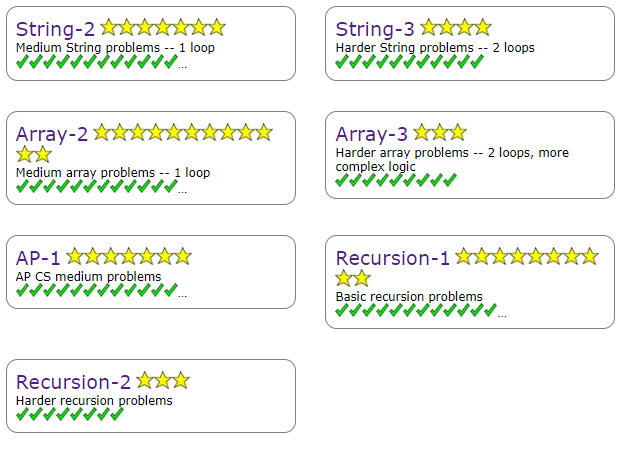 String-2
Medium String problems -- 1 loop
...
String-3
Harder String problems -- 2 loops
Array-2
Medium array problems -- 1 loop
...
Array-3
Harder array problems -- 2 loops, more
complex logic
AP-1
AP CS medium problems
...
Recursion-1
Basic recursion problems
...
Recursion-2
Harder recursion problems